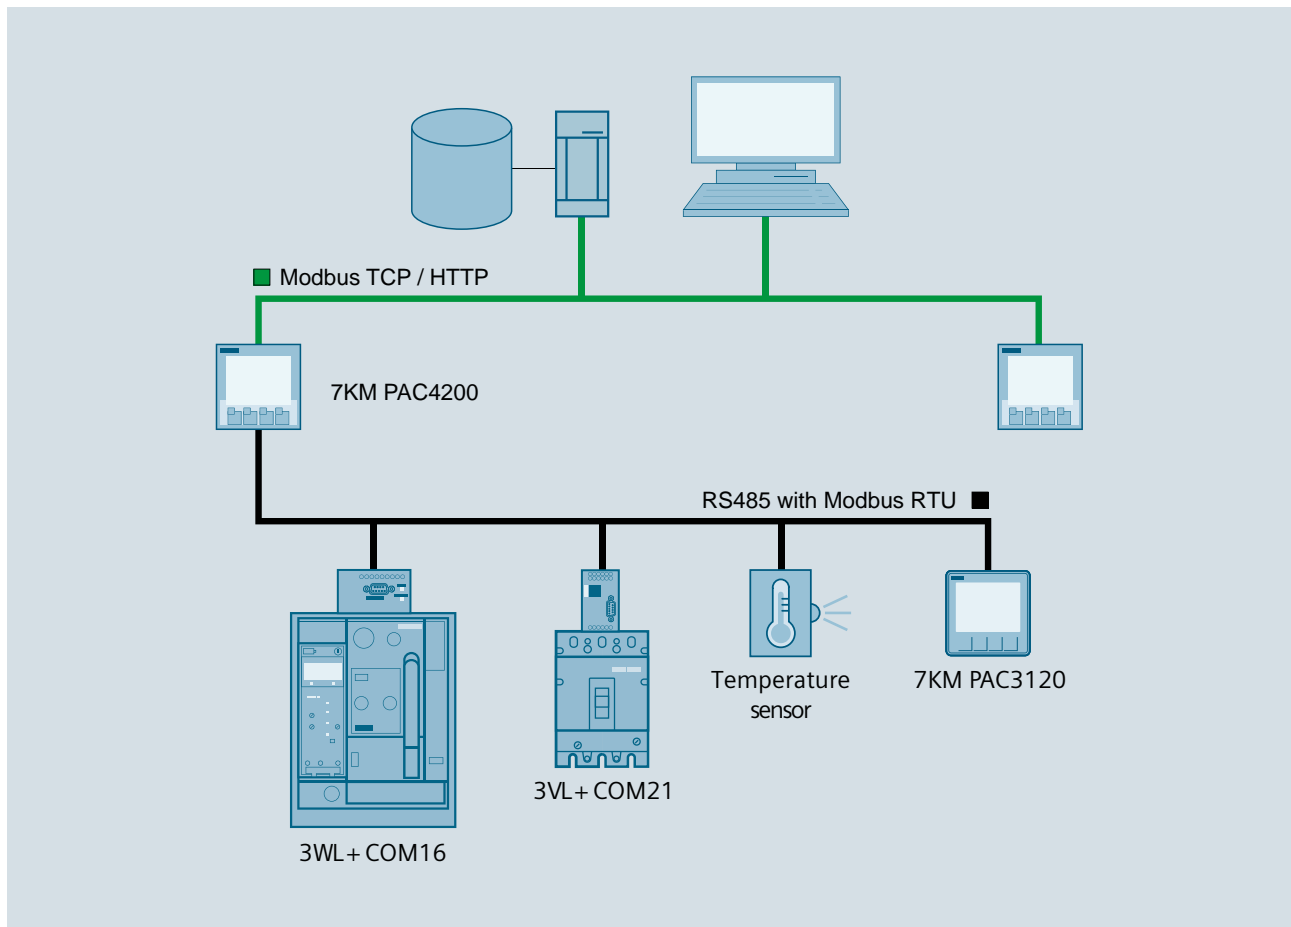 Modbus TCP / HTTP
7KM PAC4200
RS485 with Modbus RTU
Temperature
sensor
7KM PAC3120
3VL+ COM21
3WL+ COM16